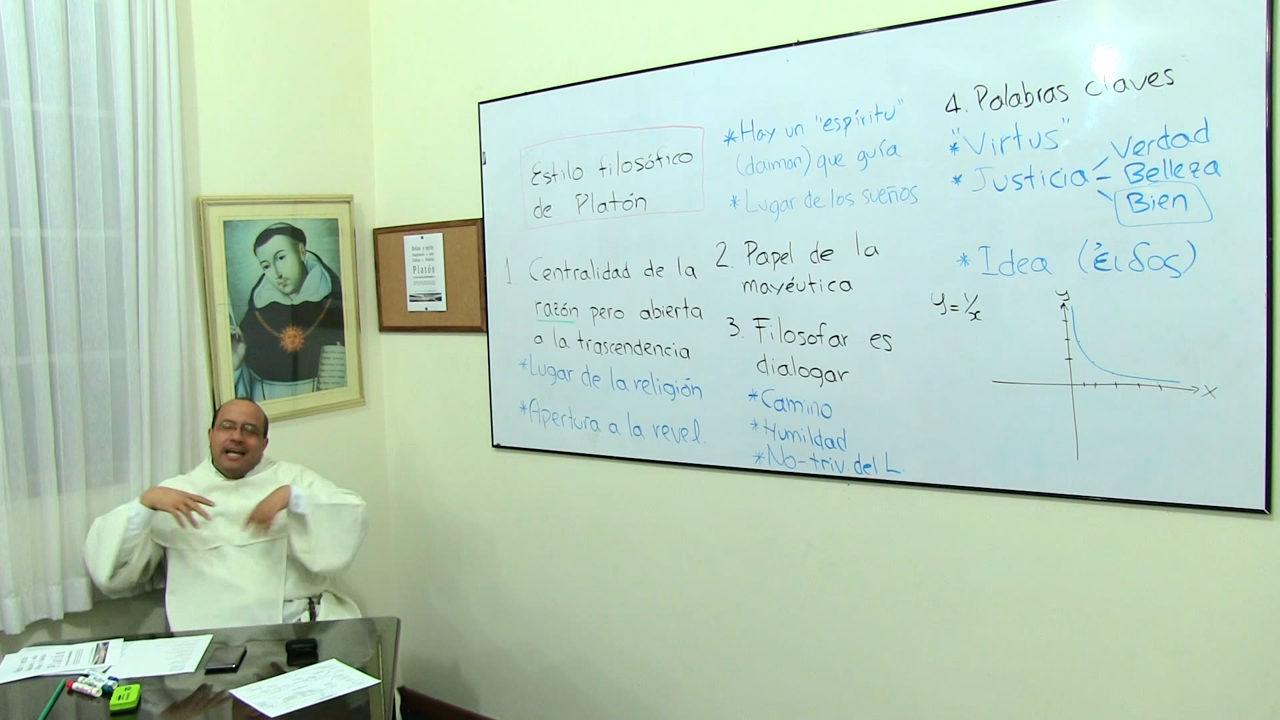 Estilo filosófico
de Platón
1 Centralidad de la
razón pero abierta
a la trascendencia
*Lugar de la religión
*Apertura a la revel.
*Hay un "espíritu"
(daimon) que guía
*Lugar de los sueños
2. Papel de la
mayéutica
3. Filosofar es
dialogar
*Camino
*Humildad
*No-triv. del L.
4. Palabras claves
*"Virtus"
*Justicia
Verdad
Belleza
Bien
*Idea (ἐιδος)
y=1/x
y
x
Platón